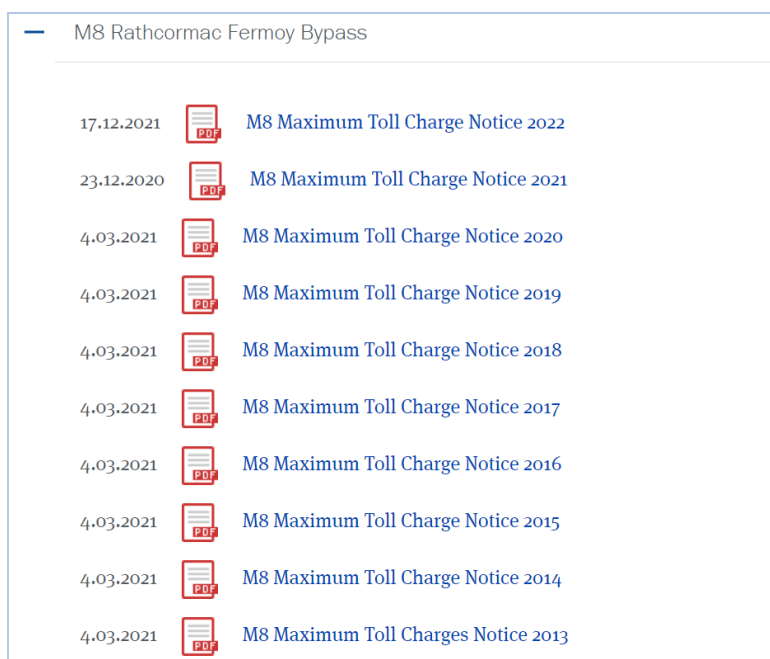 M8 Rathcormac Fermoy Bypass
17.12.2021 PDF M8 Maximum Toll Charge Notice 2022
23.12.2020 PDF M8 Maximum Toll Charge Notice 2021
4.03.2021 PDF M8 Maximum Toll Charge Notice 2020
4.03.2021 PDF M8 Maximum Toll Charge Notice 2019
4.03.2021 PDF M8 Maximum Toll Charge Notice 2018
4.03.2021 PDF M8 Maximum Toll Charge Notice 2017
4.03.2021 PDF M8 Maximum Toll Charge Notice 2016
4.03.2021 PDF M8 Maximum Toll Charge Notice 2015
4.03.2021 PDF M8 Maximum Toll Charge Notice 2014
4.03.2021 PDF M8 Maximum Toll Charges Notice 2013